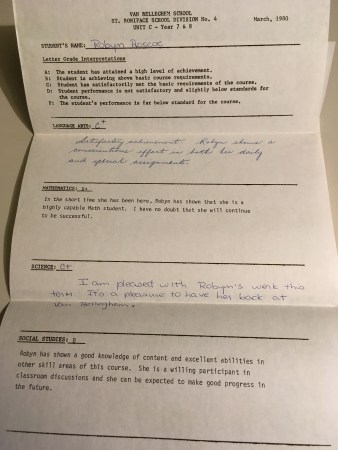 VAN BELLEGHEM SCHOOL
ST. BONIFACE SCHOOL DIVISION No. 4 March, 1980
UNIT C - Year 7 & 8
STUDENT'S NAME: Robyn Roscoe
Letter Grade Interpretations
A: The student has attained a high level of achievement.
B: Student is achieving above basic course requirements.
C: Student has satisfactorily met the basic requirements of the course.
D: Student performance is not satisfactory and slightly below standards for
the course.
F: The student's performance is far below standard for the course.
LANGUAGE ARTS: C+
Satisfactory achievement. Robyn shows a
conscientious effort in both her daily
and special assignments.
MATHEMATICS:
In the short time she has been here, Robyn has shown that she is a
highly capable Math student. I have no doubt that she will continue
to be successful.
SCIENCE: C+
I am pleased with Robyn's work this
term. It's a pleasure to have her back at
Van Belleghem.
SOCIAL STUDIES: B
Robyn has shown a good knowledge of content and excellent abilities in
other skill areas of this course. She is a willing participant in
classroom discussions and she can be expected to make good progress in
the future.